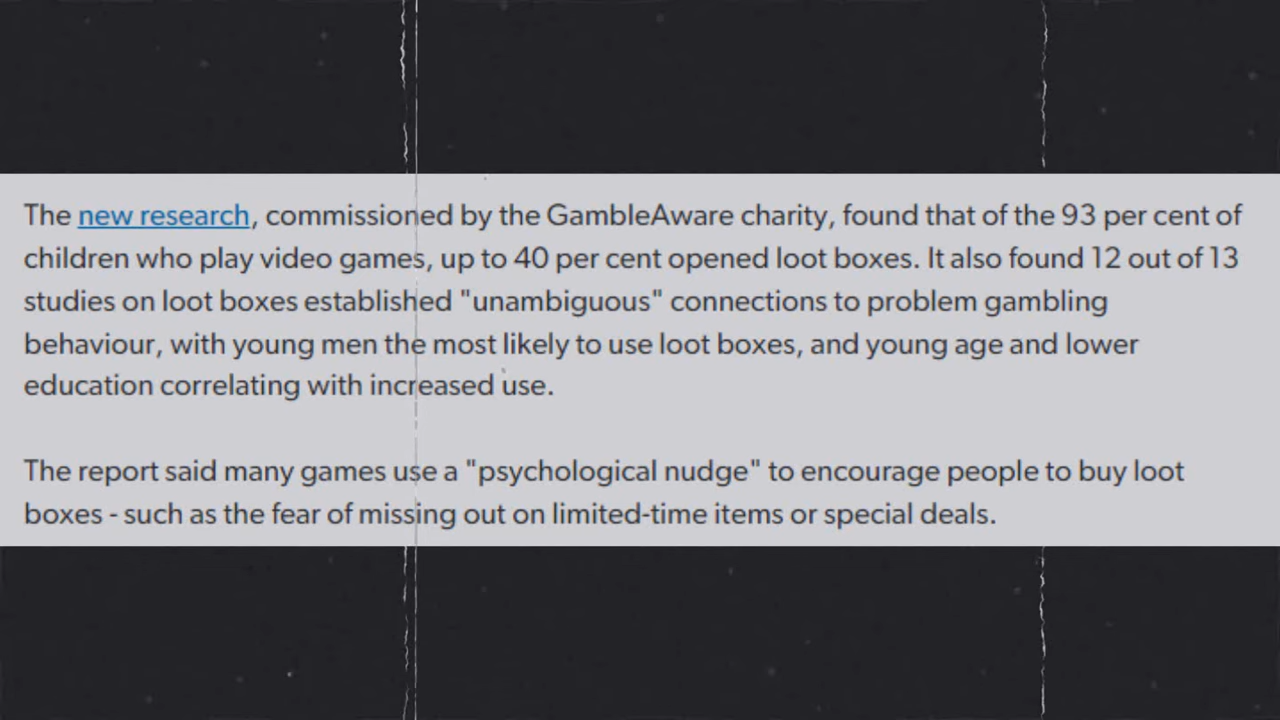 The new research, commissioned by the GambleAware charity, found that of the 93 per cent of
children who play video games, up to 40 per cent opened loot boxes. It also found 12 out of 13
studies on loot boxes established "unambiguous" connections to problem gambling
behaviour, with young men the most likely to use loot boxes, and young age and lower
education correlating with increased use.
The report said many games use a "psychological nudge" to encourage people to buy loot
boxes - such as the fear of missing out on limited-time items or special deals.